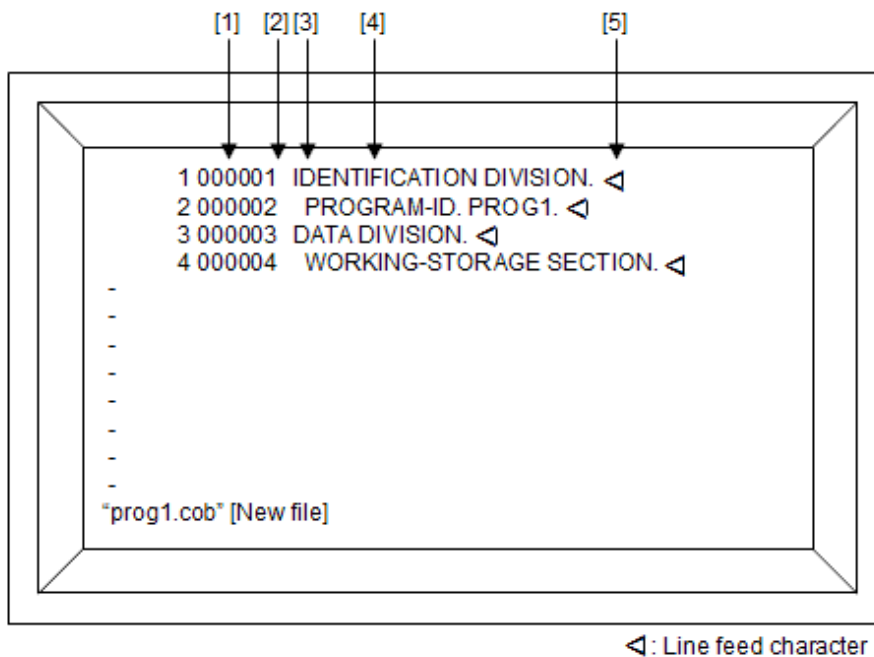 [1] [2] [3] [4] [5]
1 000001 IDENTIFICATION DIVISION. ◁
2 000002 PROGRAM-ID. PROG1. ◁
3 000003 DATA DIVISION. ◁
4 000004 WORKING-STORAGE SECTION. ◁
-
-
-
-
-
-
-
-
“prog1.cob” [New file]
◁ : Line feed character